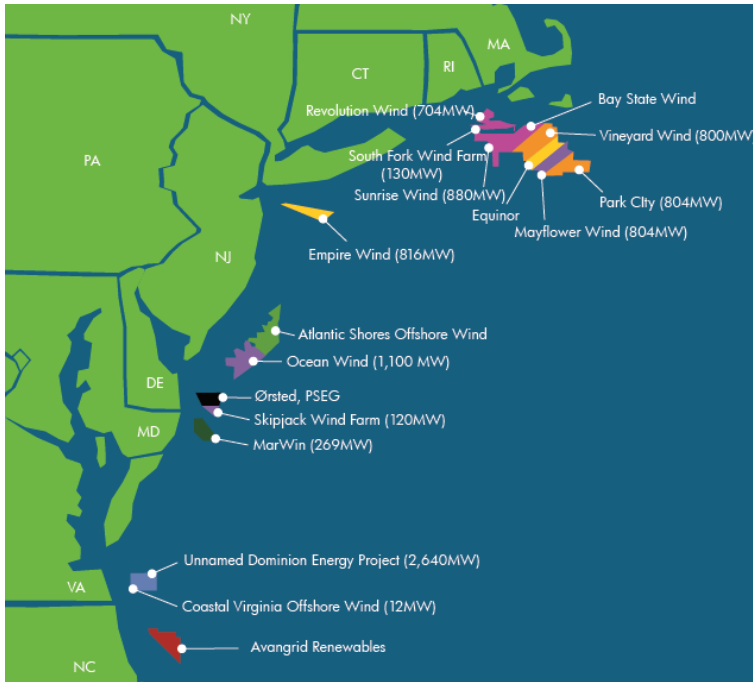 NY
MA
CT
RI
Revolution Wind (704MW)
Bay State Wind
Vineyard Wind (800MW
South Fork Wind Farm
(130MW)
PA
Sunrise Wind (880MW)
Equinor
Park CIty (804MW)
Mayflower Wind (804MW)
NJ
Empire Wind (816MW)
Atlantic Shores Offshore Wind
Ocean Wind (1,100 MW)
DE
Ørsted, PSEG
Skipjack Wind Farm (120MW)
MD
MarWin (269MW)
Unnamed Dominion Energy Project (2,640MW)
VA
Coastal Virginia Offshore Wind (12MW)
Avangrid Renewables
NC